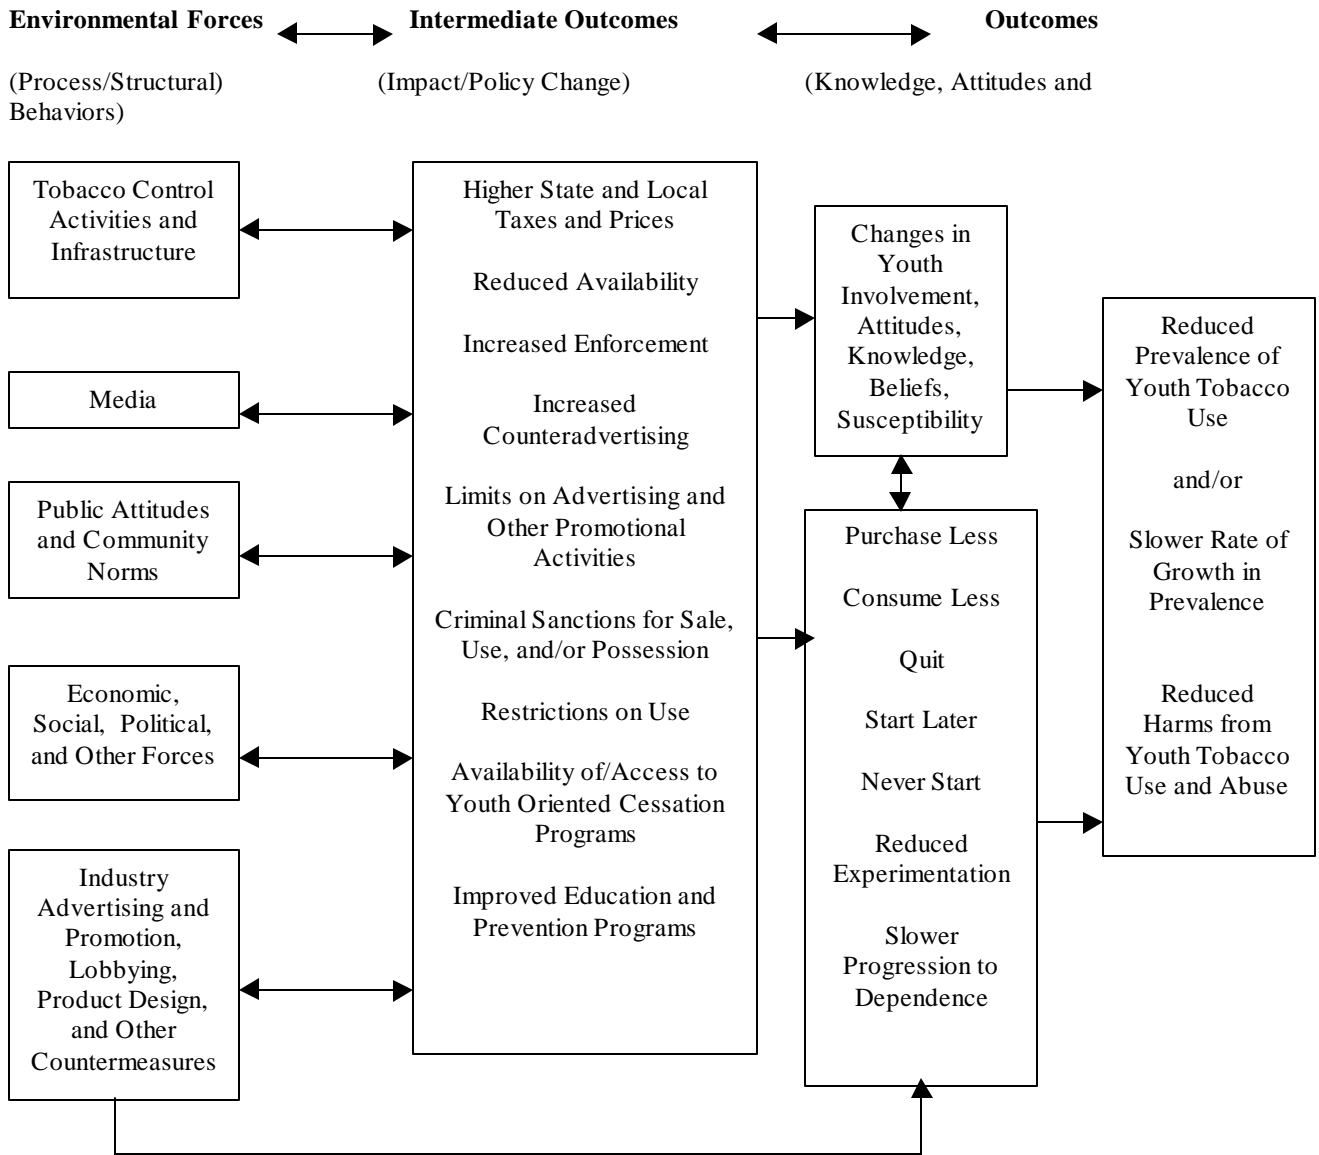 Environmental Forces
Intermediate Outcomes
Outcomes
(Process/Structural)
(Impact/Policy Change)
(Knowledge, Attitudes and
Behaviors)
Tobacco Control
Activities and
Infrastructure
Media
Public Attitudes
and Community
Norms
Economic,
Social, Political,
and Other Forces
Industry
Advertising and
Promotion,
Lobbying,
Product Design,
and Other
Countermeasures
Higher State and Local
Taxes and Prices
Reduced Availability
Increased Enforcement
Increased
Counteradvertising
Limits on Advertising and
Other Promotional
Activities
Criminal Sanctions for Sale,
Use, and/or Possession
Restrictions on Use
Availability of/Access to
Youth Oriented Cessation
Programs
Improved Education and
Prevention Programs
Changes in
Youth
Involvement,
Attitudes,
Knowledge,
Beliefs,
Susceptibility
Purchase Less
Consume Less
Quit
Start Later
Never Start
Reduced
Experimentation
Slower
Progression to
Dependence
Reduced
Prevalence of
Youth Tobacco
Use
and/or
Slower Rate of
Growth in
Prevalence
Reduced
Harms from
Youth Tobacco
Use and Abuse